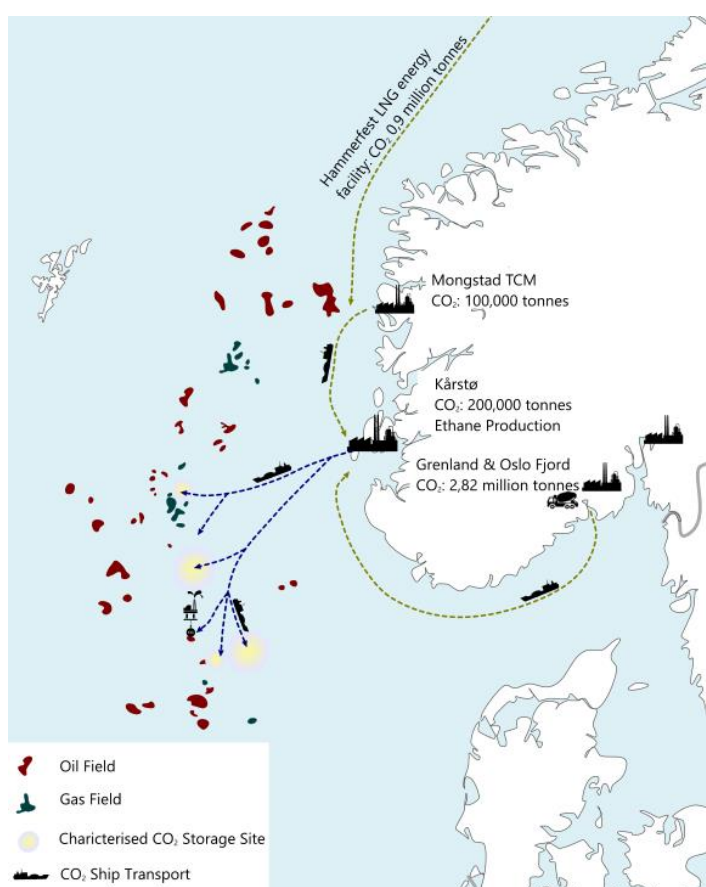 Hammerfest LNG energy
facility: CO₂ 0,9 million tonnes
Mongstad TCM
CO₂: 100,000 tonnes
Kårstø
CO₂: 200,000 tonnes
Ethane Production
Grenland & Oslo Fjord
CO₂: 2,82 million tonnes
Oil Field
Gas Field
Charicterised CO₂ Storage Site
CO₂ Ship Transport